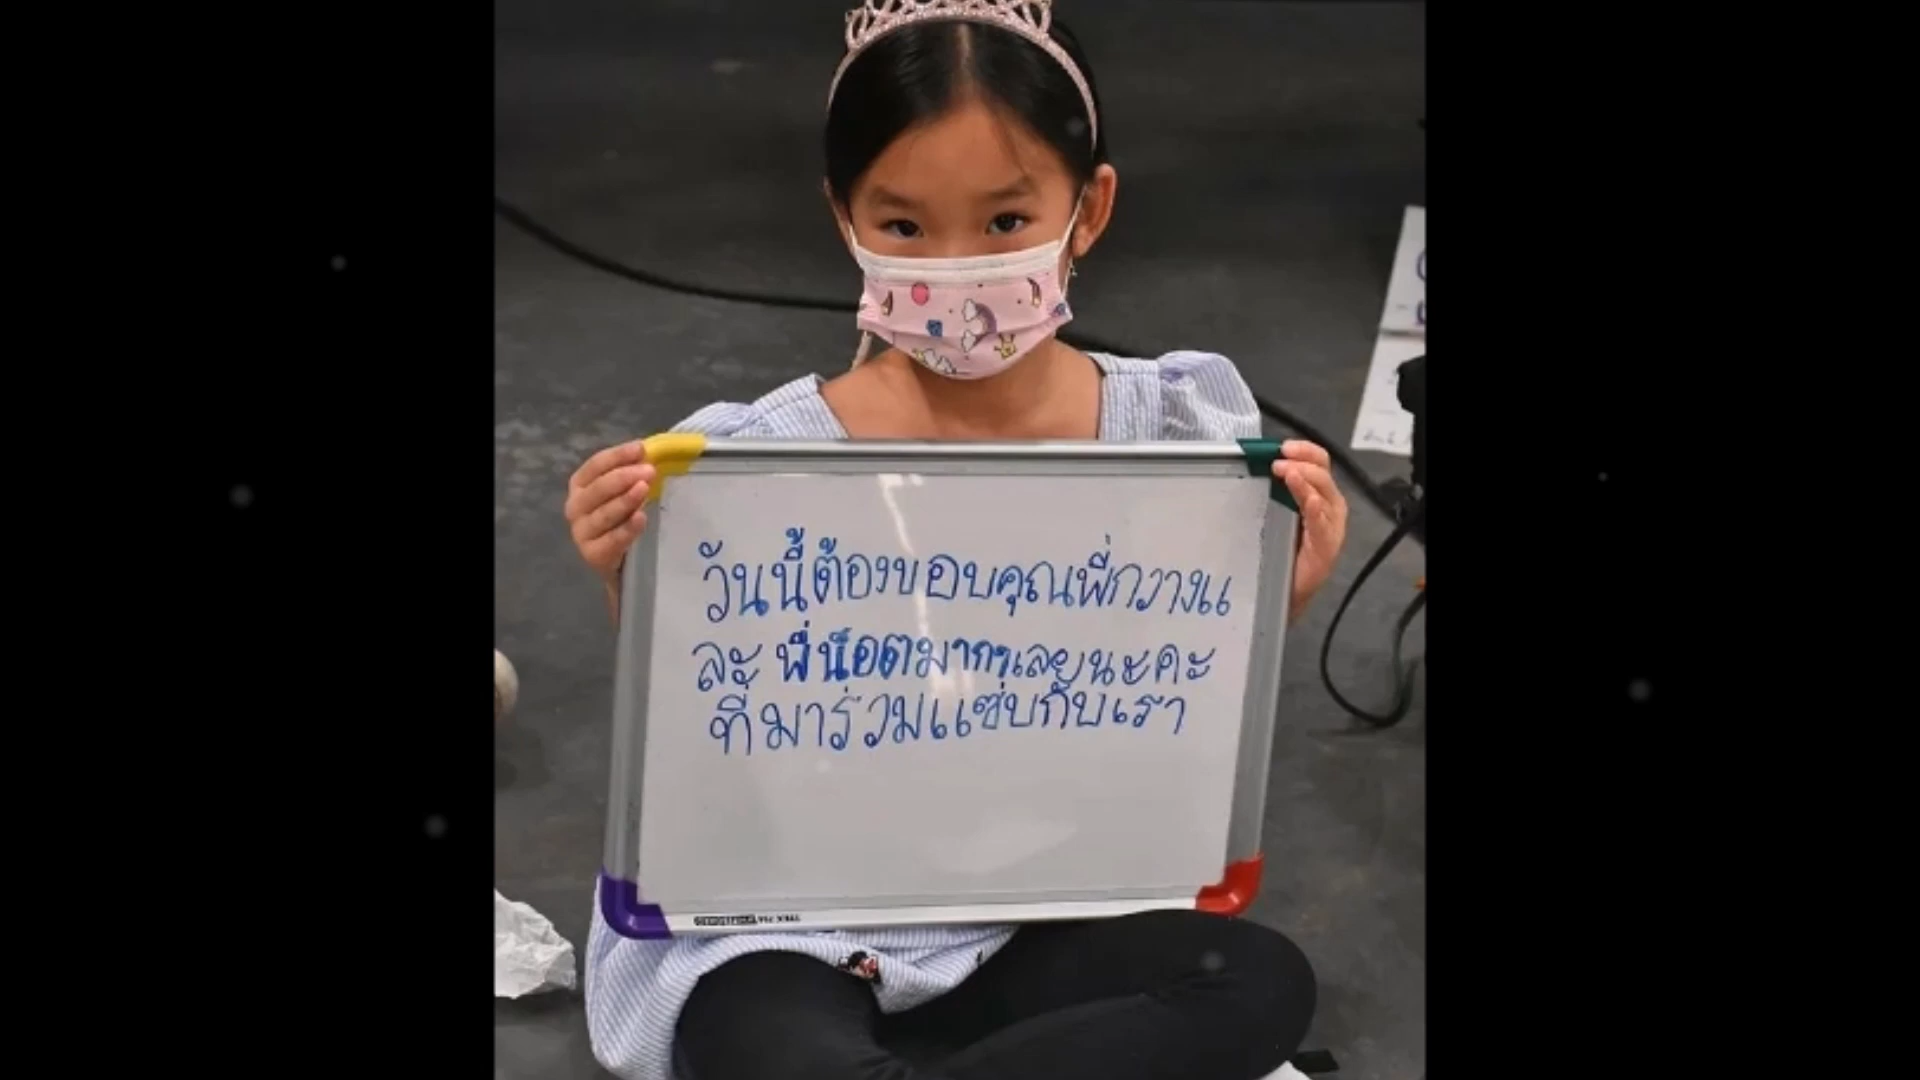 วันนี้ต้องขอบคุณพี่กวางแ
ละ พี่น็อตมากๆเลยนะคะ
ที่มาร่วมแซ่บกับเรา